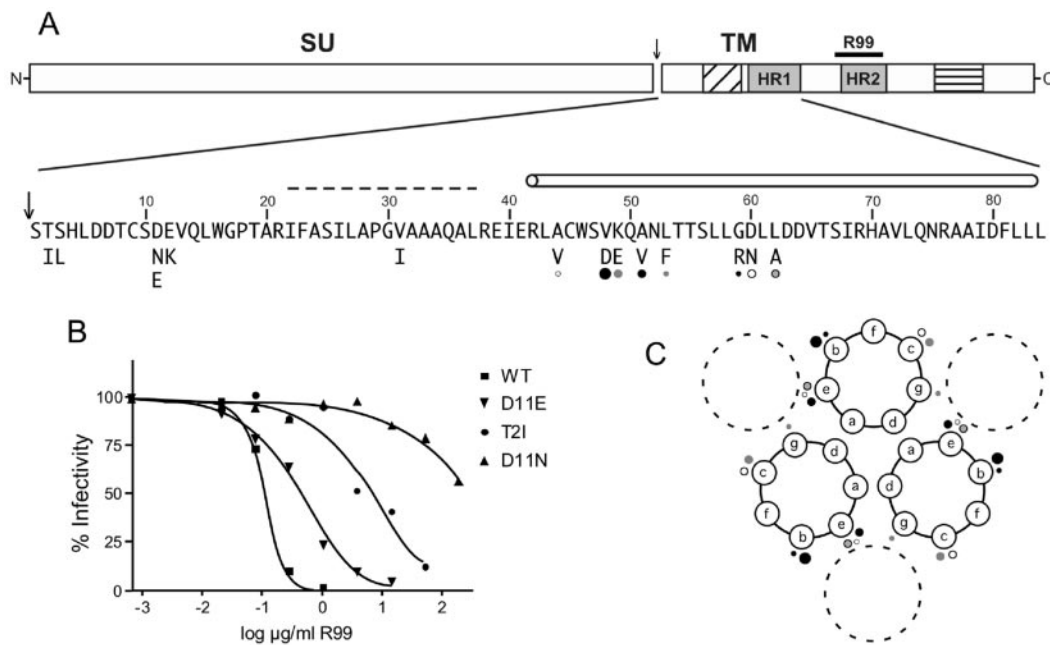 A
SU TM R99
N HR1 HR2 C
10 20 30 40 50 60 70 80
STSHLDDTCSDEVQLWGPTARIFASILAPGVAAAQALREIERLACWSVKQANLTTSLLGDLLDDVTSIRHAVLQNRAAIDFLLL
IL NK I V DE V F RN A
E
B
% Infectivity
100
75
50
25
0
-3 -2 -1 0 1 2
log µg/ml R99
WT
D11E
T2I
D11N
C
f
b c
e g
a d
g d
c a
f e
b
a e
d b
g f
c